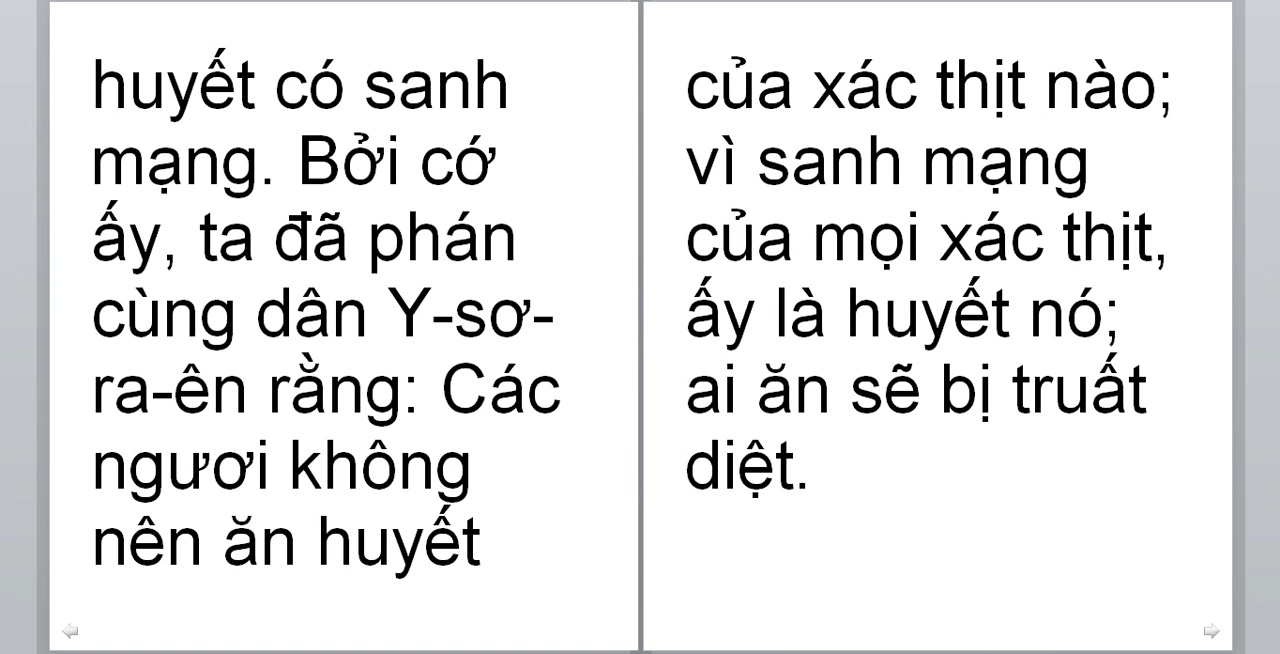 huyết có sanh
mạng. Bởi cớ
ấy, ta đã phán
cùng dân Y-sơ-
ra-ên rằng: Các
ngươi không
nên ăn huyết
của xác thịt nào;
vì sanh mạng
của mọi xác thịt,
ấy là huyết nó;
ai ăn sẽ bị truất
diệt.